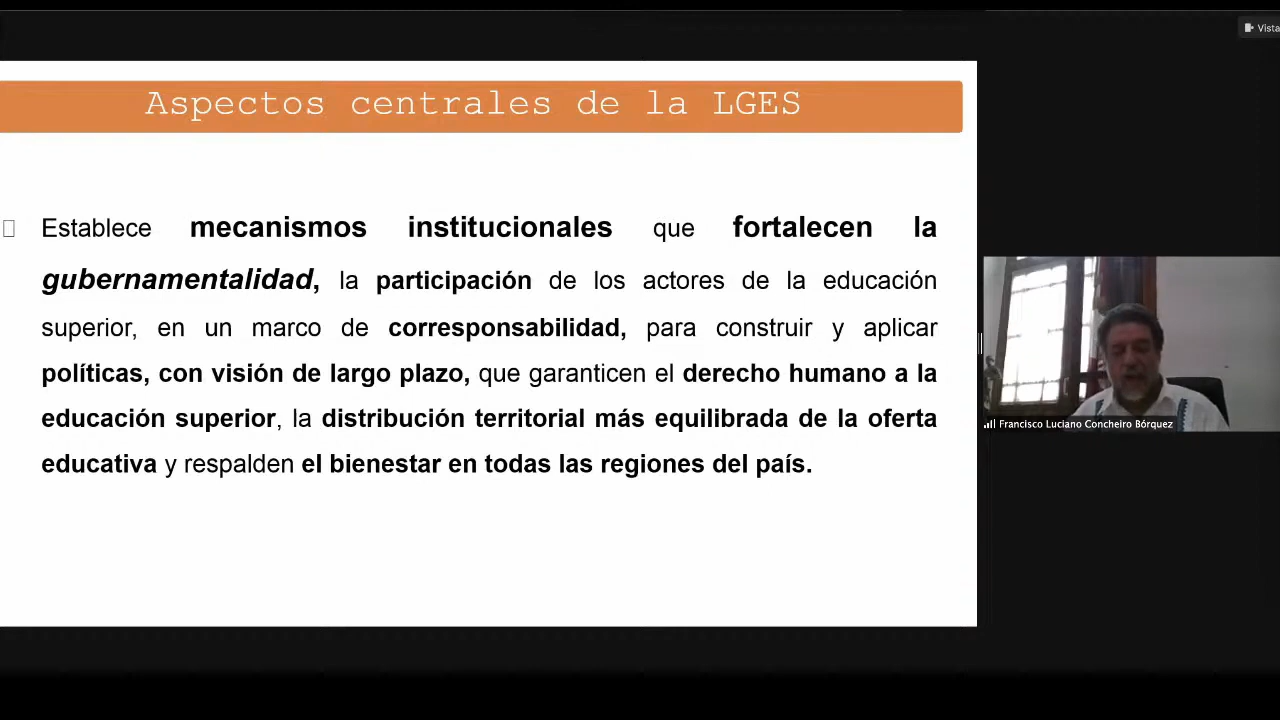 Vista
Aspectos centrales de la LGES
Establece mecanismos institucionales que fortalecen la
gubernamentalidad, la participación de los actores de la educación
superior, en un marco de corresponsabilidad, para construir y aplicar
políticas, con visión de largo plazo, que garanticen el derecho humano a la
educación superior, la distribución territorial más equilibrada de la oferta
educativa y respalden el bienestar en todas las regiones del país.
Francisco Luciano Concheiro Bórquez